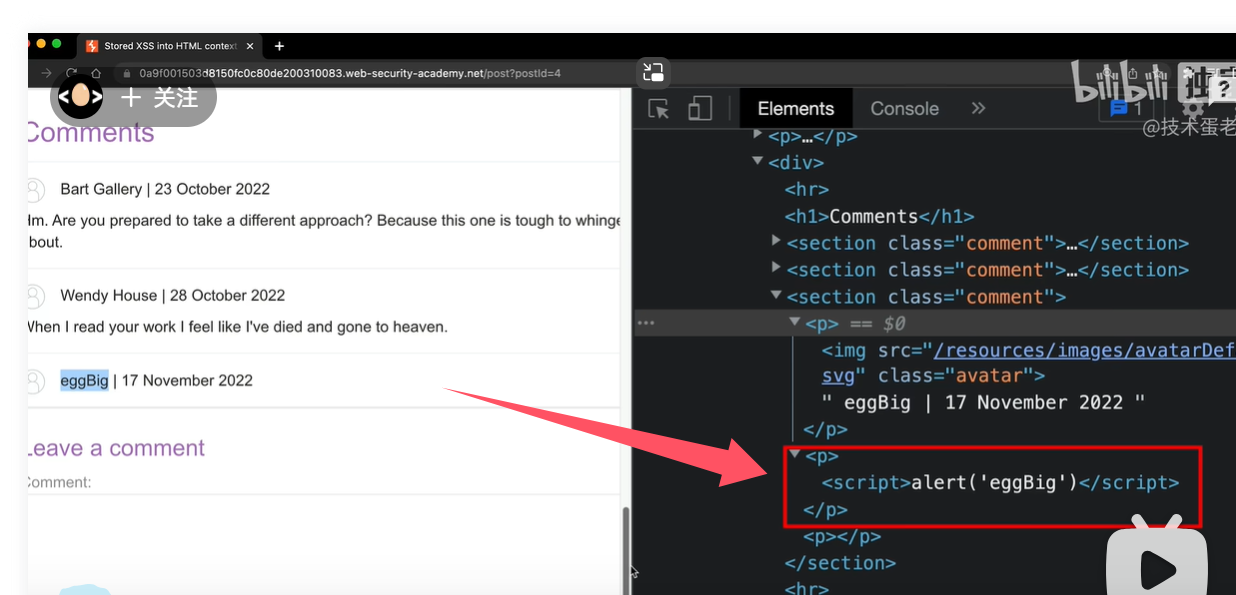 Stored XSS into HTML context
0a9f001503d8150fc0c80de200310083.web-security-academy.net/post?postId=4
关注
bilibili
@技术蛋老
Elements
Console
1
Comments
Bart Gallery | 23 October 2022
Hm. Are you prepared to take a different approach? Because this one is tough to whinge
bout.
Wendy House | 28 October 2022
When I read your work I feel like I've died and gone to heaven.
eggBig | 17 November 2022
Leave a comment
Comment:
<p>…</p>
<div>
<hr>
<h1>Comments</h1>
<section class="comment">…</section>
<section class="comment">…</section>
<section class="comment">
<p> == $0
<img src="/resources/images/avatarDef
svg" class="avatar">
" eggBig | 17 November 2022 "
</p>
<p>
<script>alert('eggBig')</script>
</p>
<p></p>
</section>
<hr>